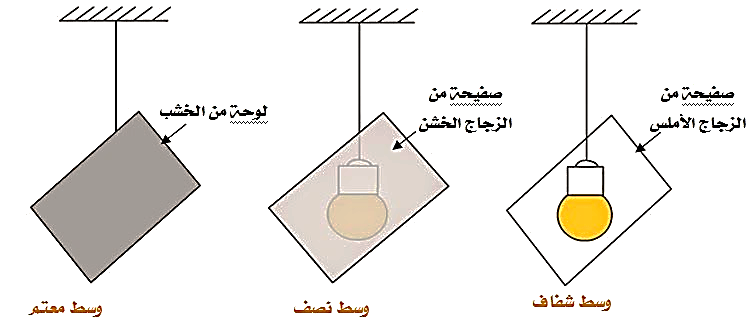 صفيحة من
الزجاج الأملس
صفيحة من
الزجاج الخشن
لوحة من الخشب
وسط شفاف
وسط نصف
وسط معتم